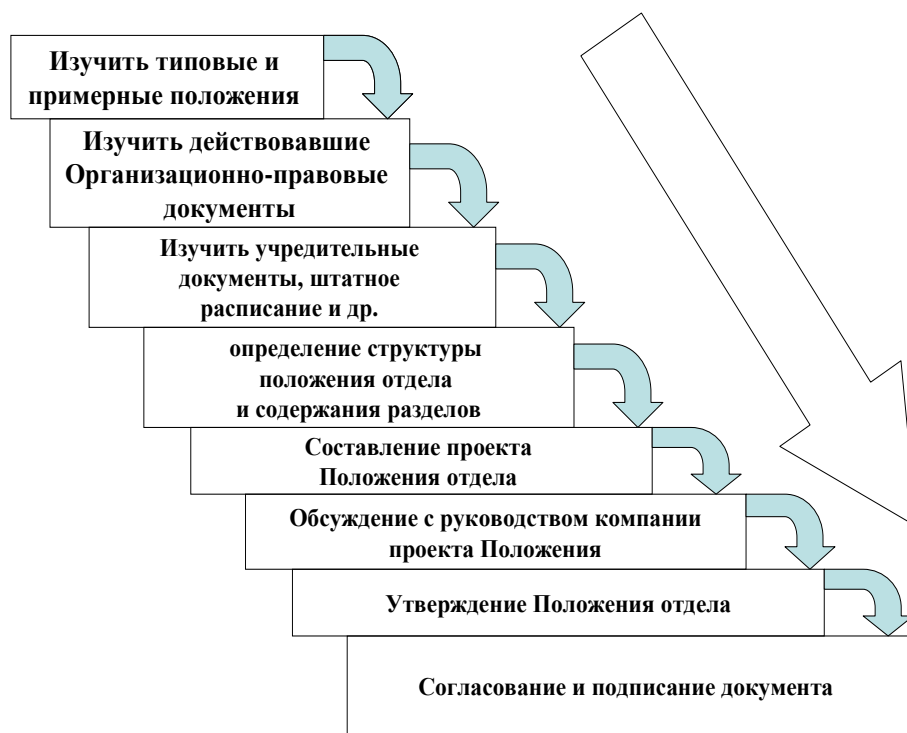 Изучить типовые и
примерные положения
Изучить действовавшие
Организационно-правовые
документы
Изучить учредительные
документы, штатное
расписание и др.
определение структуры
положения отдела
и содержания разделов
Составление проекта
Положения отдела
Обсуждение с руководством компании
проекта Положения
Утверждение Положения отдела
Согласование и подписание документа